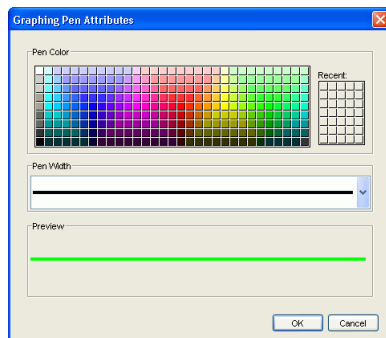 Graphing Pen Attributes
Pen Color
Recent:
Pen Width
Preview
OK
Cancel